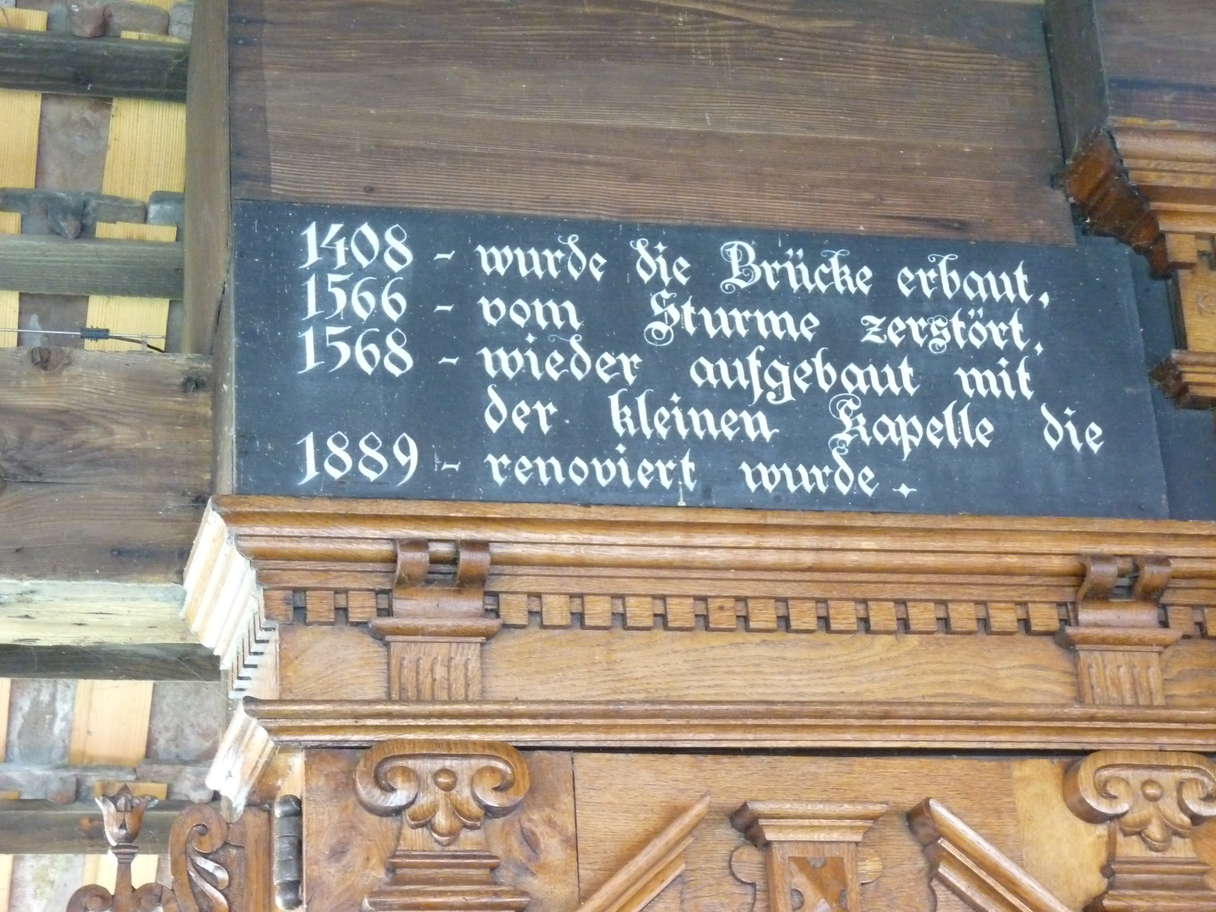 1408 - wurde die Brücke erbaut,
1566 - vom Sturme zerstört,
1568 - wieder aufgebaut mit
der kleinen Kapelle die
1889 - renoviert wurde.